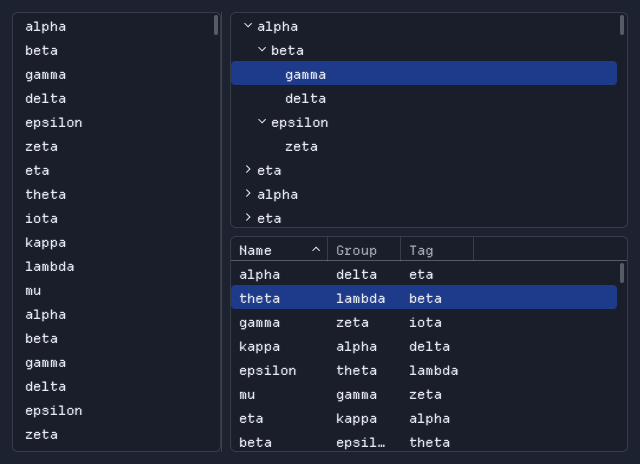 alpha
beta
gamma
delta
epsilon
zeta
eta
theta
iota
kappa
lambda
mu
alpha
beta
gamma
delta
epsilon
zeta
alpha
beta
gamma
delta
epsilon
zeta
eta
alpha
eta
Name Group Tag
alpha delta eta
theta lambda beta
gamma zeta iota
kappa alpha delta
epsilon theta lambda
mu gamma zeta
eta kappa alpha
beta epsil… theta